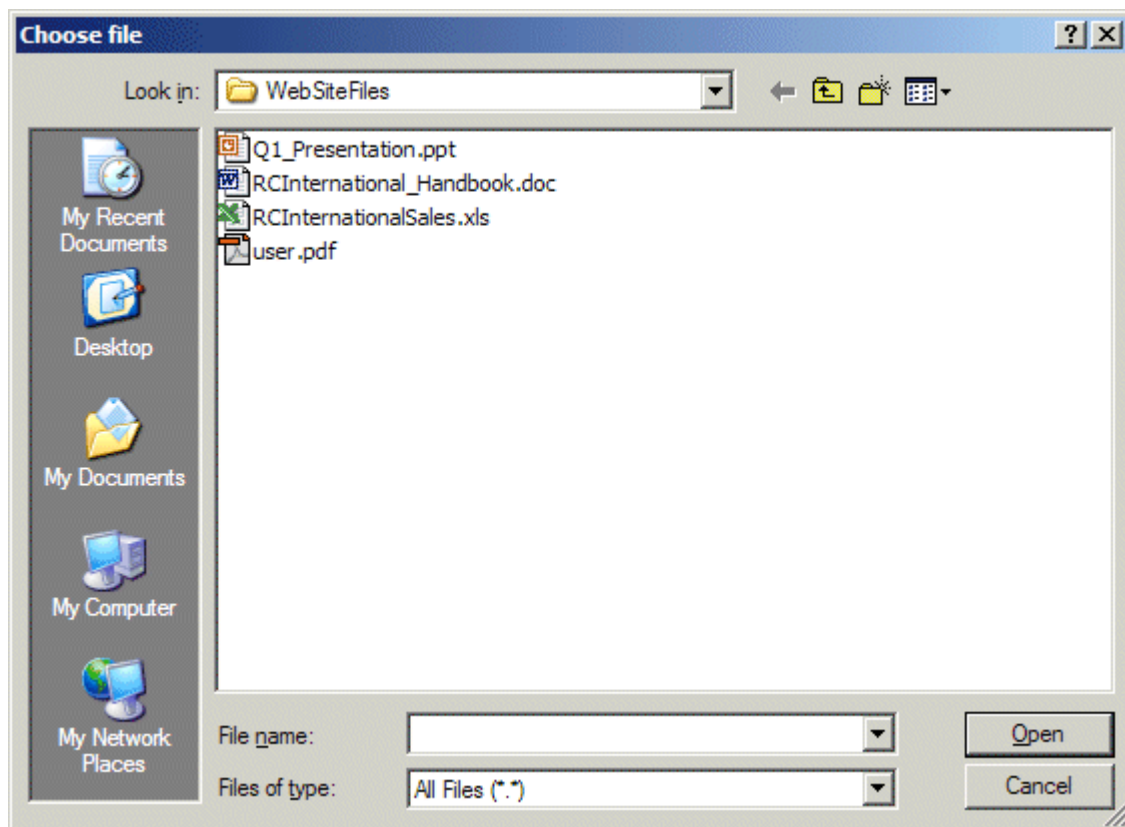 Choose file
Look in: WebSiteFiles
My Recent
Documents
Desktop
My Documents
My Computer
My Network
Places
Q1_Presentation.ppt
RCInternational_Handbook.doc
RCInternationalSales.xls
user.pdf
File name:
Open
Files of type: All Files (*.*)
Cancel